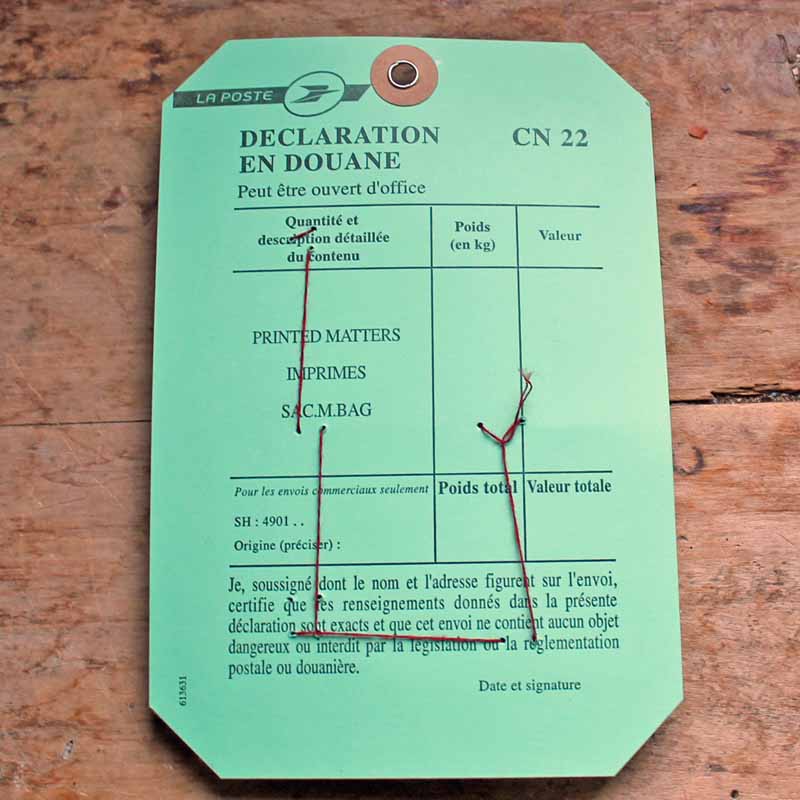 LA POSTE
DECLARATION CN 22
EN DOUANE
Peut être ouvert d'office
Quantité et
description détaillée
du contenu
Poids
(en kg)
Valeur
PRINTED MATTERS
IMPRIMES
SAC.M.BAG
Pour les envois commerciaux seulement
Poids total
Valeur totale
SH : 4901 . .
Origine (préciser) :
Je, soussigné dont le nom et l'adresse figurent sur l'envoi,
certifie que les renseignements donnés dans la présente
déclaration sont exacts et que cet envoi ne contient aucun objet
dangereux ou interdit par la législation ou la réglementation
postale ou douanière.
Date et signature
613631